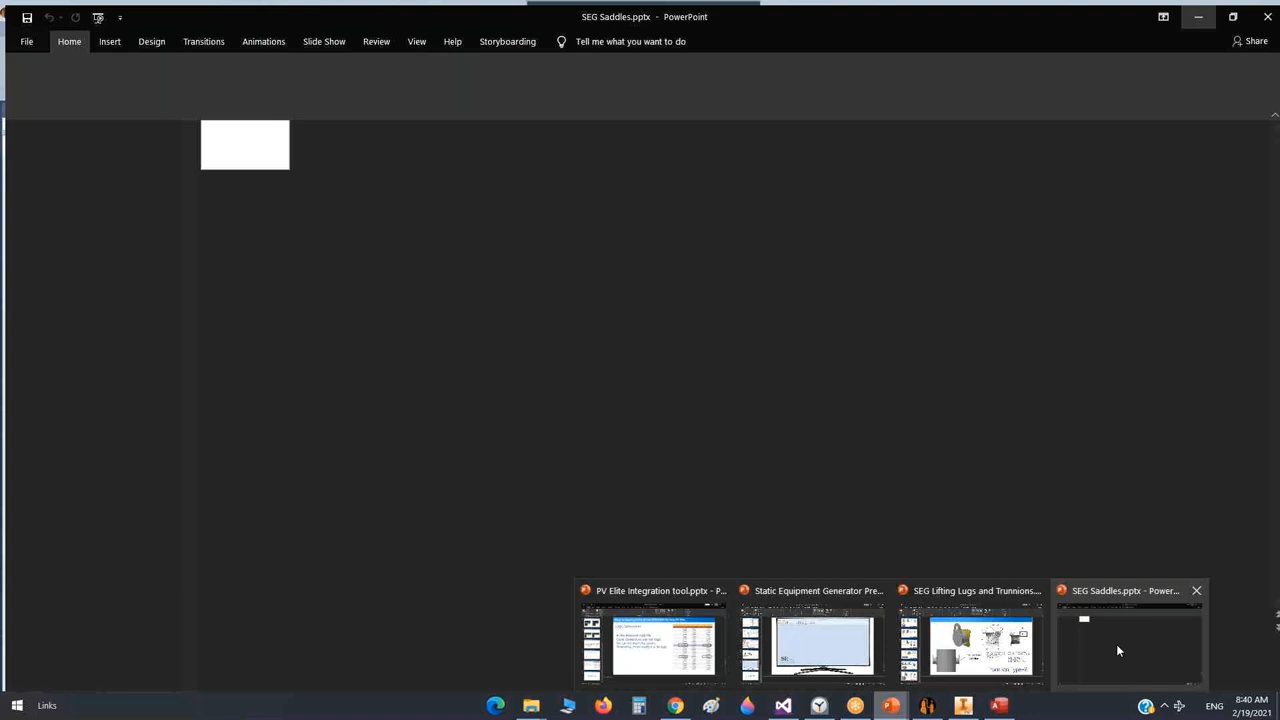 SEG Saddles.pptx - PowerPoint
File Home Insert Design Transitions Animations Slide Show Review View Help Storyboarding Tell me what you want to do Share
PV Elite Integration tool.pptx - P... Static Equipment Generator Pre... SEG Lifting Lugs and Trunnions.... SEG Saddles.pptx - Power...
Links ENG 8:40 AM
2/19/2021